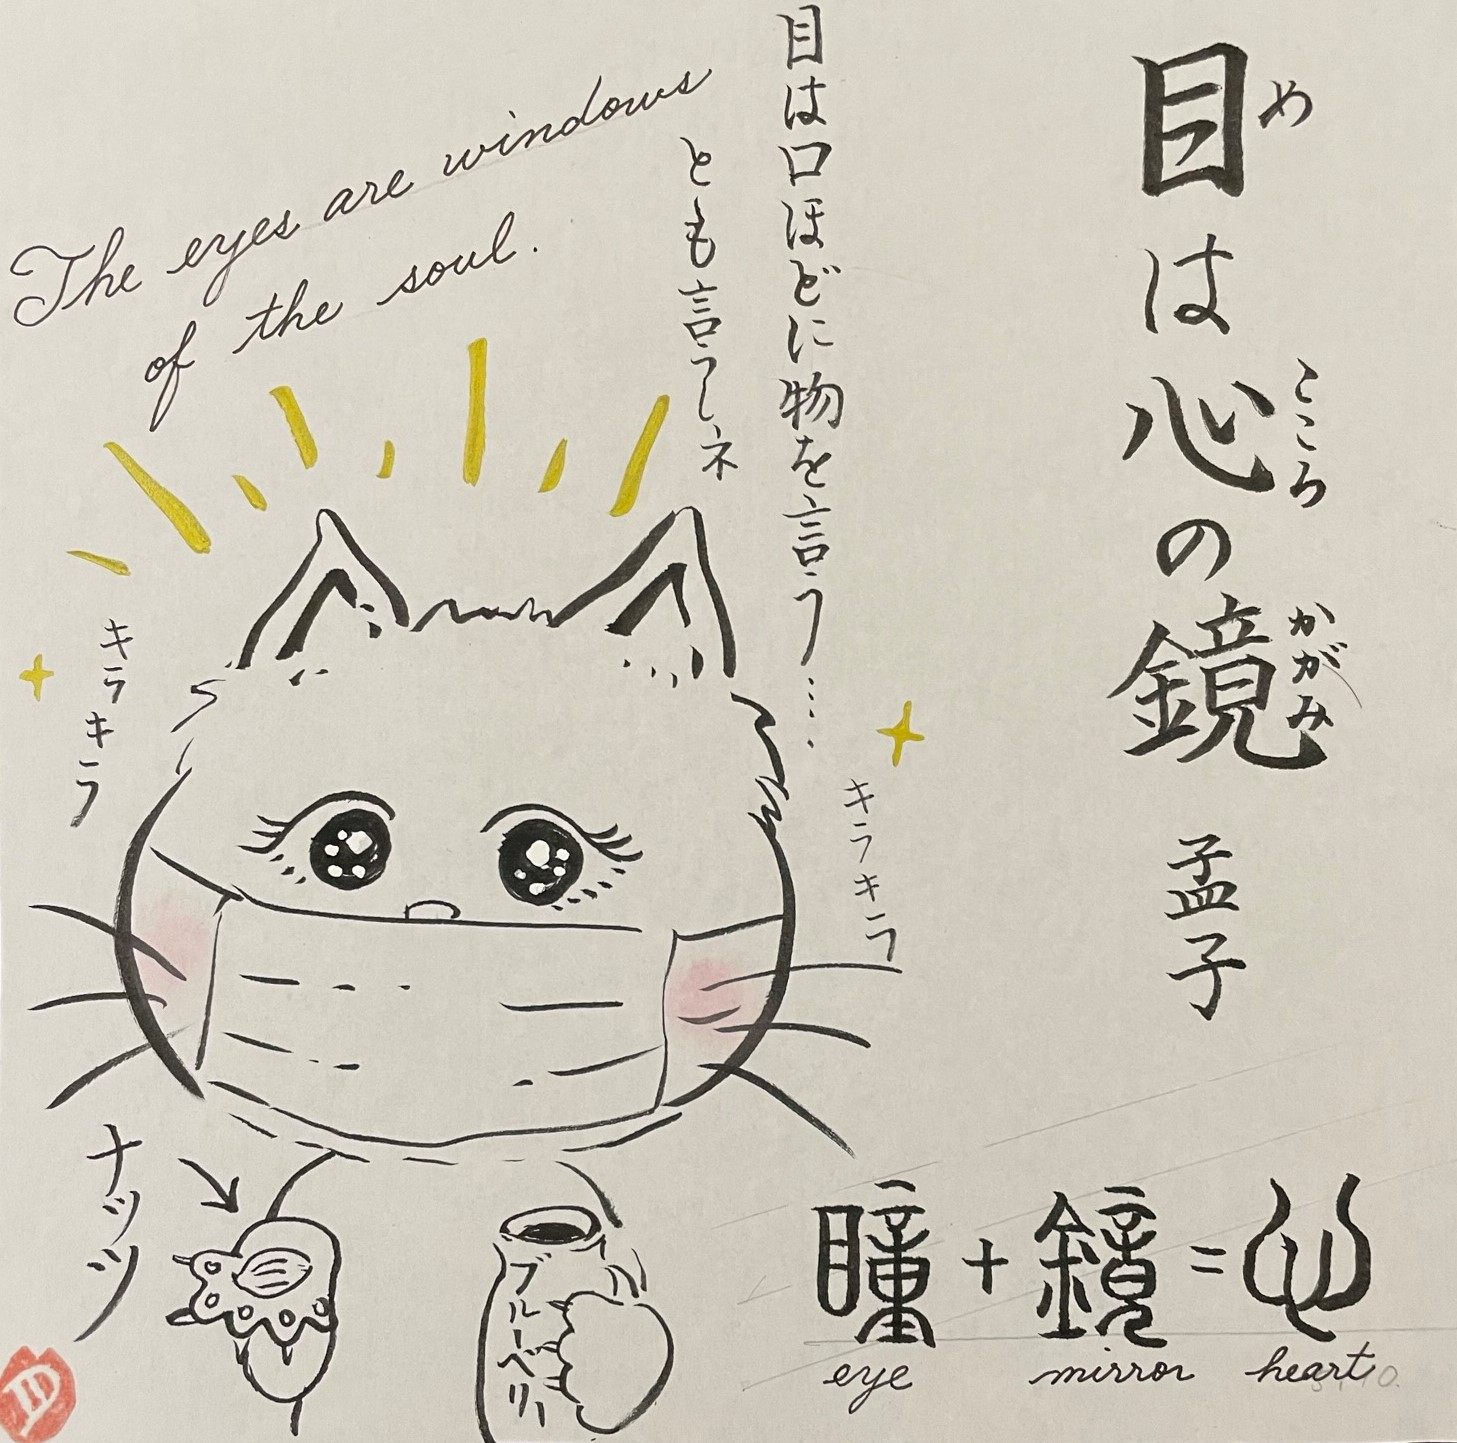 目は心の鏡
め
こころ
かがみ
孟子
目は口ほどに物を言う…
とも言うしネ
The eyes are windows
of the soul.
キラキラ
キラキラ
ナッツ
ブルーベリー
瞳+鏡=心
eye mirror heart